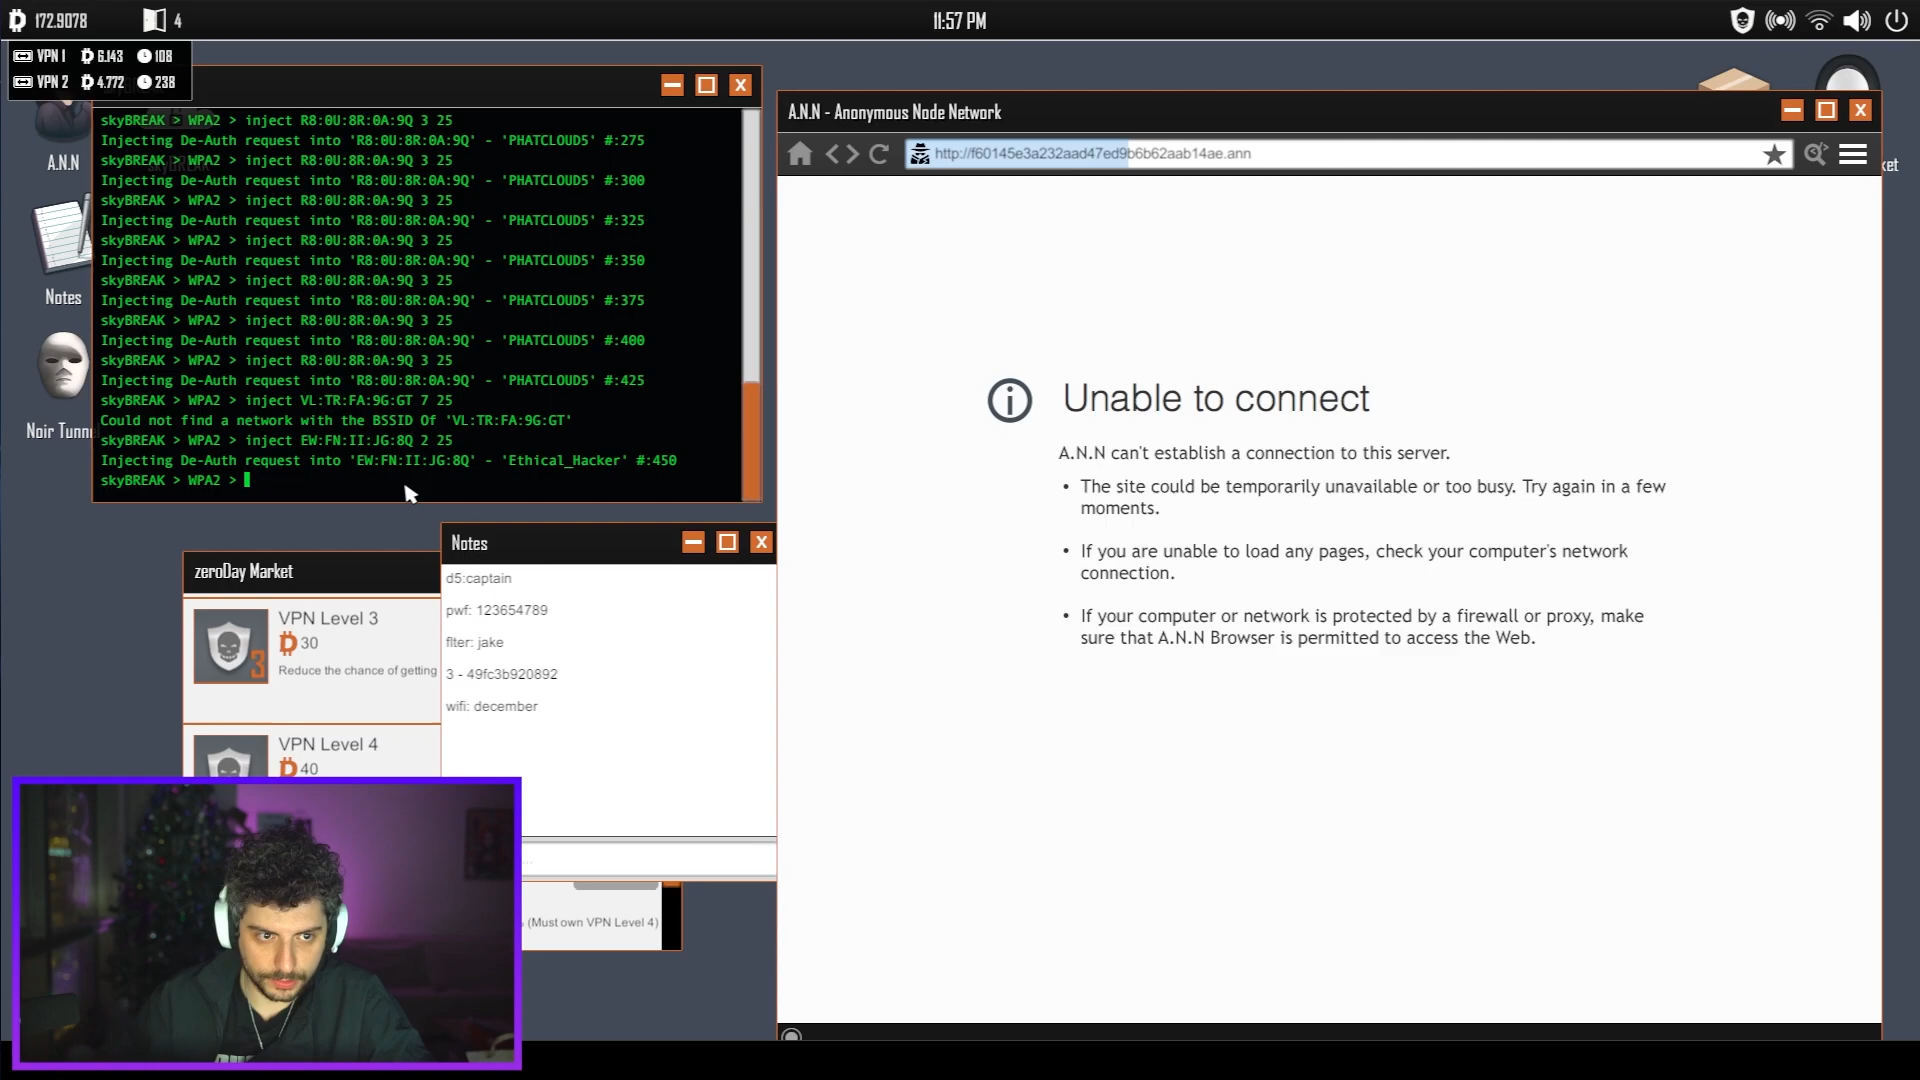 172.9078
4
11:57 PM
VPN 1 6.143 108
VPN 2 4.772 238
A.N.N
Notes
Noir Tunn
skyBREAK > WPA2 > inject R8:0U:8R:0A:9Q 3 25
Injecting De-Auth request into 'R8:0U:8R:0A:9Q' - 'PHATCLOUD5' #:275
skyBREAK > WPA2 > inject R8:0U:8R:0A:9Q 3 25
Injecting De-Auth request into 'R8:0U:8R:0A:9Q' - 'PHATCLOUD5' #:300
skyBREAK > WPA2 > inject R8:0U:8R:0A:9Q 3 25
Injecting De-Auth request into 'R8:0U:8R:0A:9Q' - 'PHATCLOUD5' #:325
skyBREAK > WPA2 > inject R8:0U:8R:0A:9Q 3 25
Injecting De-Auth request into 'R8:0U:8R:0A:9Q' - 'PHATCLOUD5' #:350
skyBREAK > WPA2 > inject R8:0U:8R:0A:9Q 3 25
Injecting De-Auth request into 'R8:0U:8R:0A:9Q' - 'PHATCLOUD5' #:375
skyBREAK > WPA2 > inject R8:0U:8R:0A:9Q 3 25
Injecting De-Auth request into 'R8:0U:8R:0A:9Q' - 'PHATCLOUD5' #:400
skyBREAK > WPA2 > inject R8:0U:8R:0A:9Q 3 25
Injecting De-Auth request into 'R8:0U:8R:0A:9Q' - 'PHATCLOUD5' #:425
skyBREAK > WPA2 > inject VL:TR:FA:9G:GT 7 25
Could not find a network with the BSSID Of 'VL:TR:FA:9G:GT'
skyBREAK > WPA2 > inject EW:FN:II:JG:8Q 2 25
Injecting De-Auth request into 'EW:FN:II:JG:8Q' - 'Ethical_Hacker' #:450
skyBREAK > WPA2 >
zeroDay Market
VPN Level 3
30
Reduce the chance of getting
3
VPN Level 4
40
(Must own VPN Level 4)
Notes
d5:captain
pwf: 123654789
flter: jake
3 - 49fc3b920892
wifi: december
A.N.N - Anonymous Node Network
http://f60145e3a232aad47ed9b6b62aab14ae.ann
ket
Unable to connect
A.N.N can't establish a connection to this server.
• The site could be temporarily unavailable or too busy. Try again in a few
moments.
• If you are unable to load any pages, check your computer's network
connection.
• If your computer or network is protected by a firewall or proxy, make
sure that A.N.N Browser is permitted to access the Web.